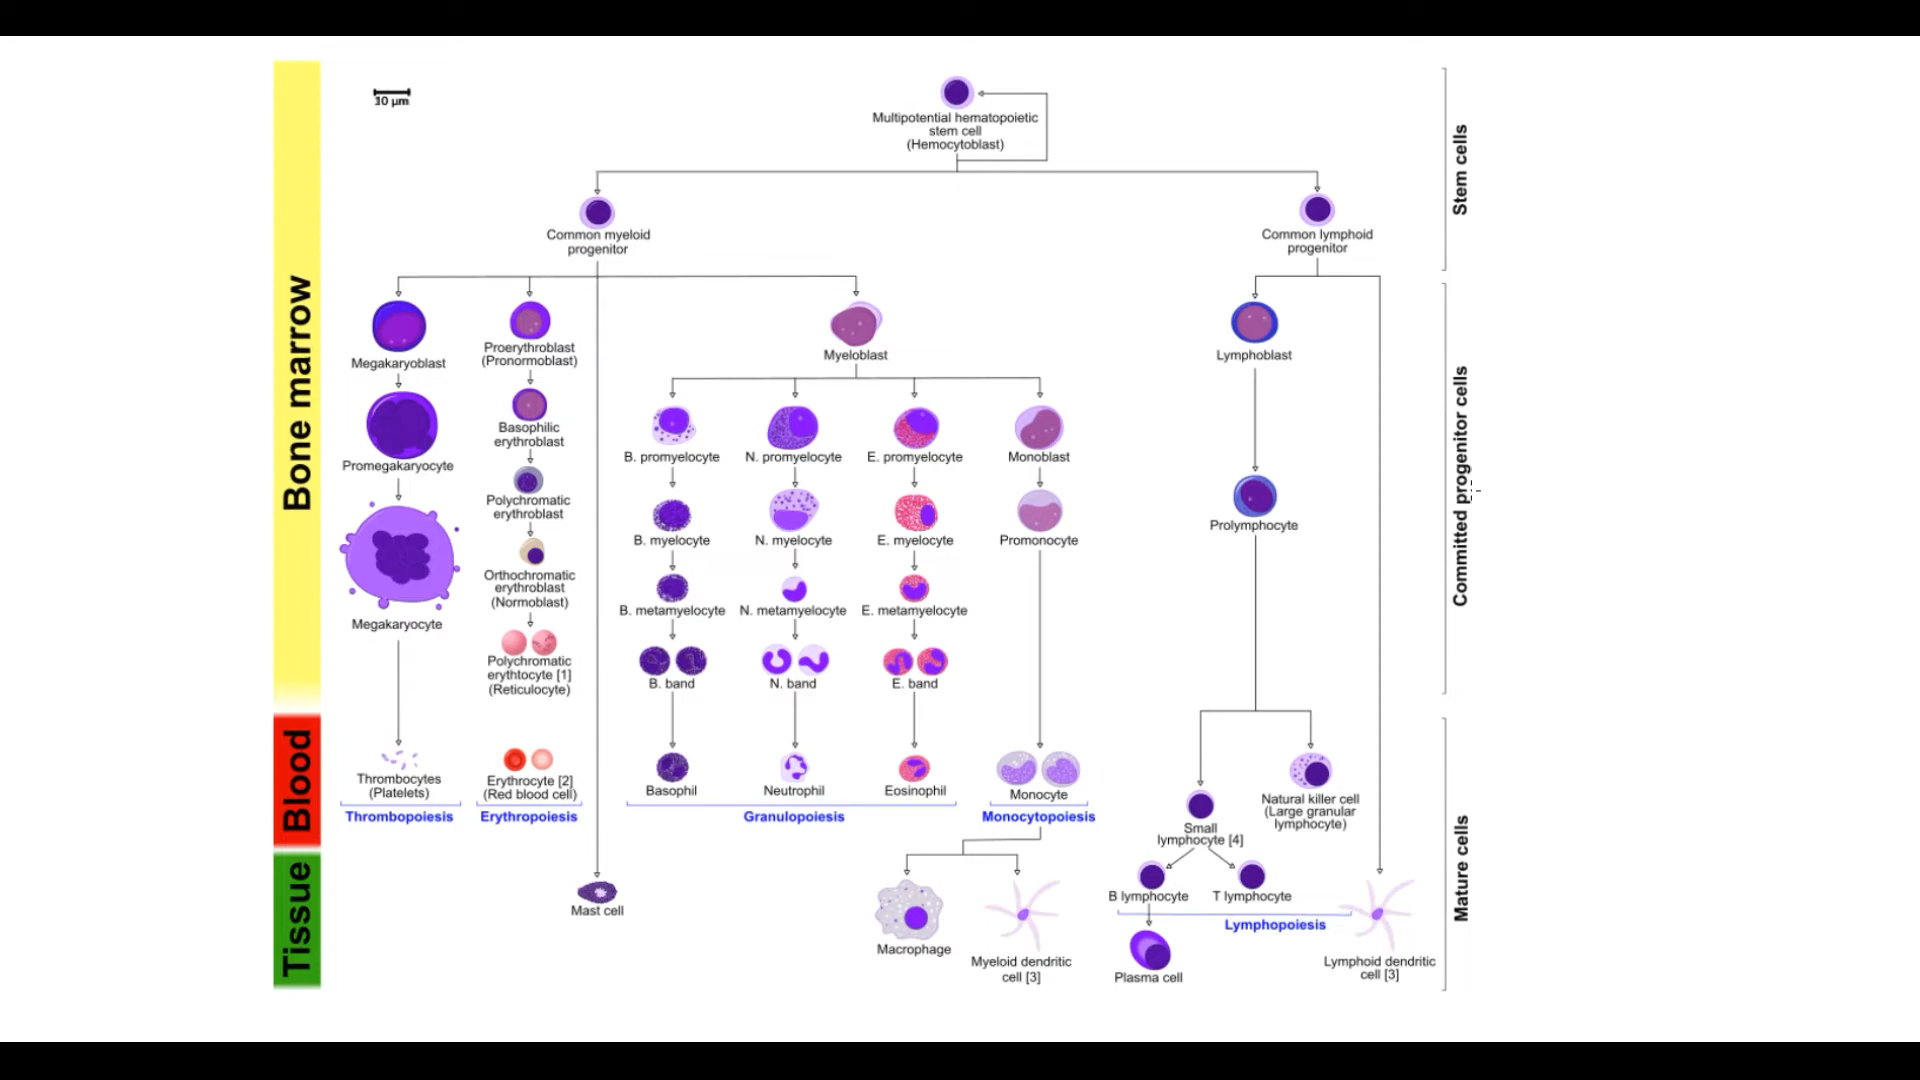 10 µm
Multipotential hematopoietic
stem cell
(Hemocytoblast)
Common myeloid
progenitor
Common lymphoid
progenitor
Megakaryoblast
Proerythroblast
(Pronormoblast)
Myeloblast
Lymphoblast
Promegakaryocyte
Basophilic
erythroblast
B. promyelocyte
N. promyelocyte
E. promyelocyte
Monoblast
Polychromatic
erythroblast
B. myelocyte
N. myelocyte
E. myelocyte
Promonocyte
Prolymphocyte
Megakaryocyte
Orthochromatic
erythroblast
(Normoblast)
B. metamyelocyte
N. metamyelocyte
E. metamyelocyte
Polychromatic
erythtocyte [1]
(Reticulocyte)
B. band
N. band
E. band
Thrombocytes
(Platelets)
Erythrocyte [2]
(Red blood cell)
Basophil
Neutrophil
Eosinophil
Monocyte
Natural killer cell
(Large granular
lymphocyte)
Small
lymphocyte [4]
Thrombopoiesis
Erythropoiesis
Granulopoiesis
Monocytopoiesis
B lymphocyte
T lymphocyte
Lymphopoiesis
Mast cell
Macrophage
Myeloid dendritic
cell [3]
Plasma cell
Lymphoid dendritic
cell [3]
Bone marrow
Blood
Tissue
Stem cells
Committed progenitor cells
Mature cells